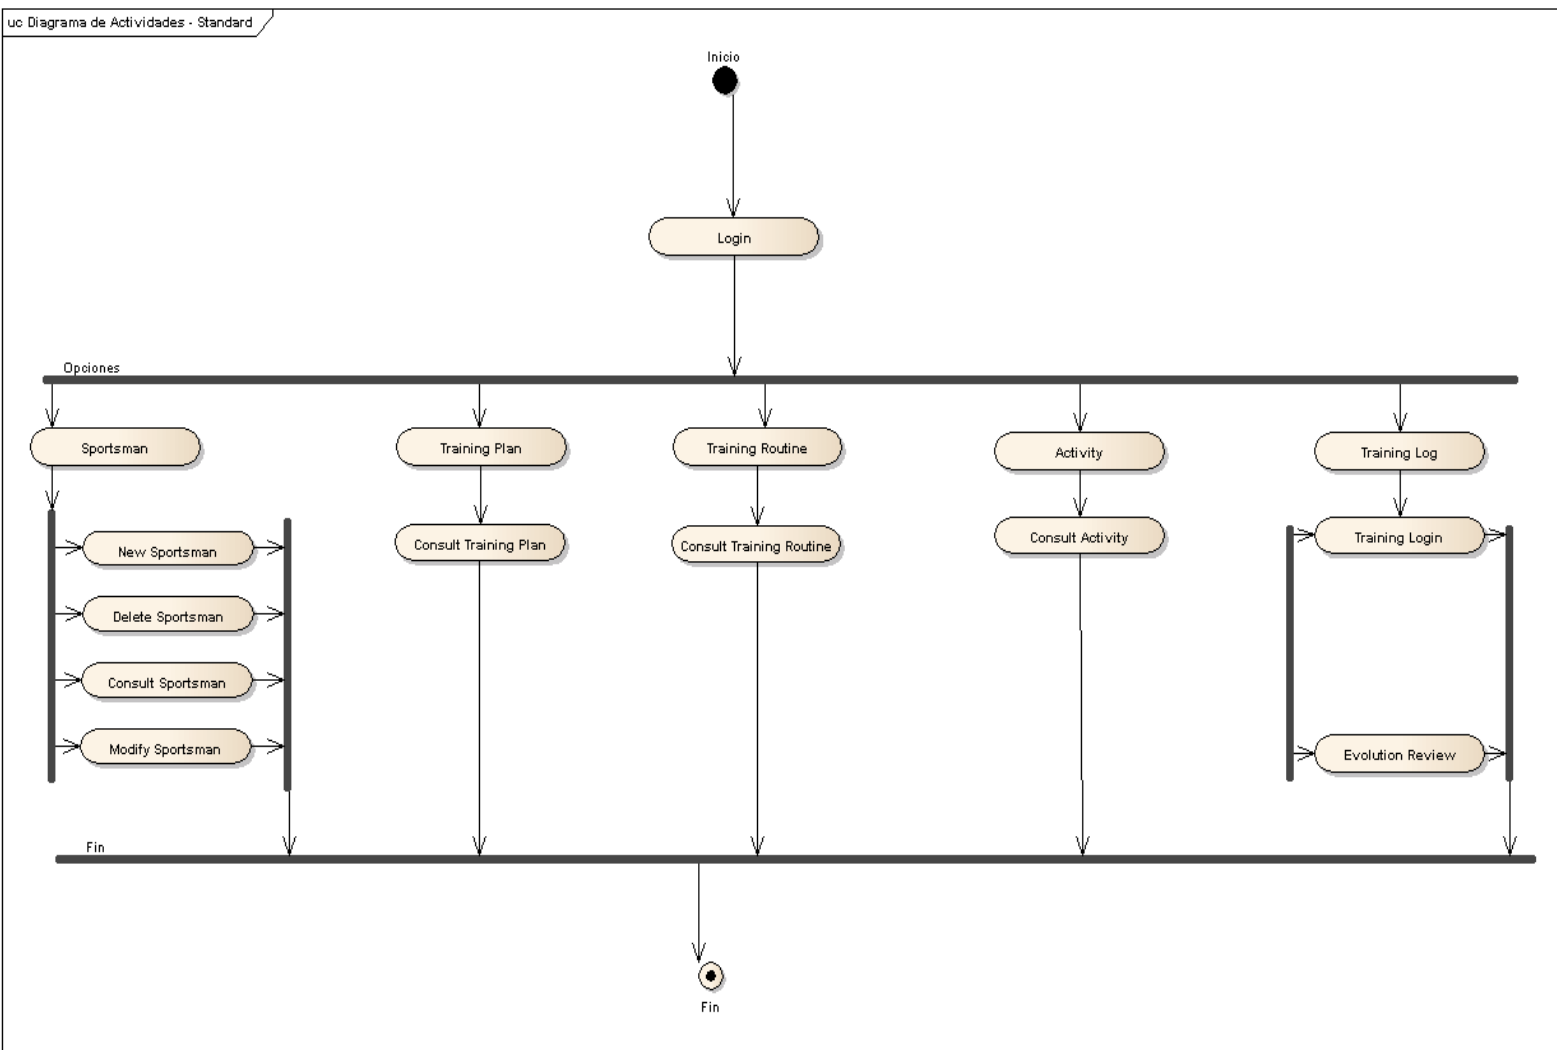 uc Diagrama de Actividades - Standard
Inicio
Login
Opciones
Sportsman
Training Plan
Training Routine
Activity
Training Log
New Sportsman
Consult Training Plan
Consult Training Routine
Consult Activity
Training Login
Delete Sportsman
Consult Sportsman
Modify Sportsman
Evolution Review
Fin
Fin